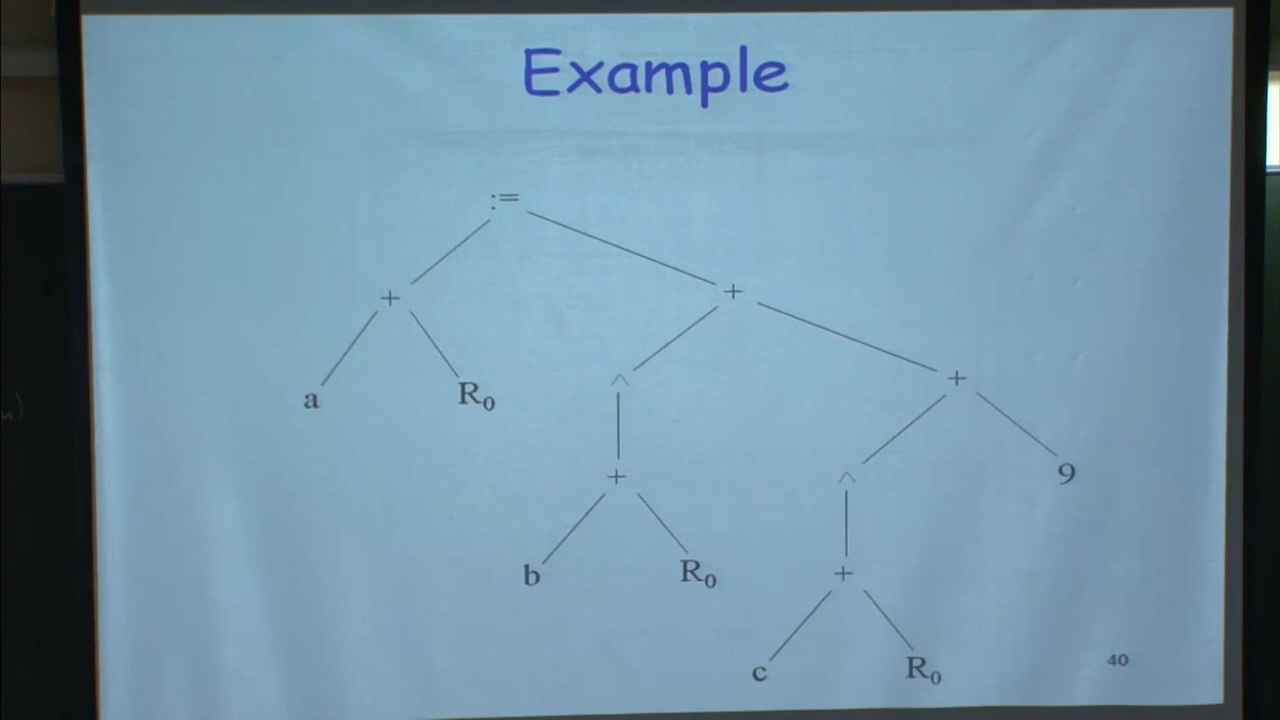 Example
:=
+ +
a R₀ ^ +
+ ^ 9
b R₀ +
c R₀
40